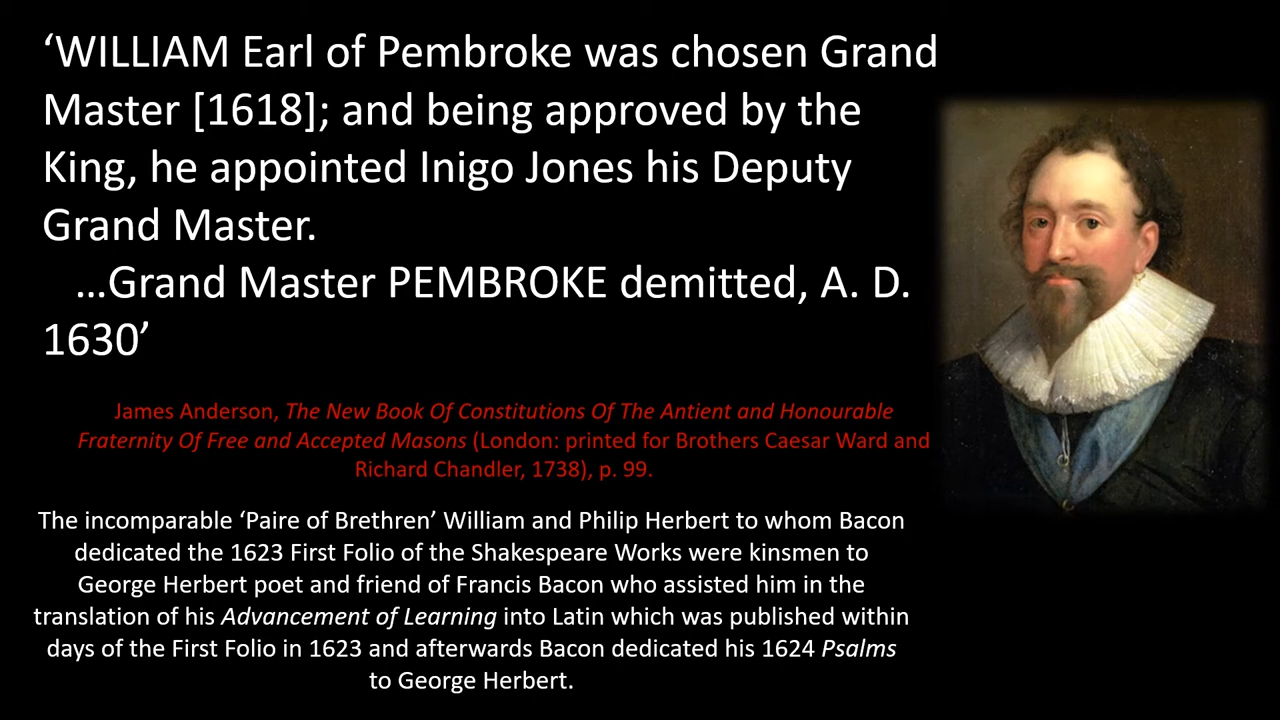 ‘WILLIAM Earl of Pembroke was chosen Grand
Master [1618]; and being approved by the
King, he appointed Inigo Jones his Deputy
Grand Master.
…Grand Master PEMBROKE demitted, A. D.
1630’
James Anderson, The New Book Of Constitutions Of The Antient and Honourable
Fraternity Of Free and Accepted Masons (London: printed for Brothers Caesar Ward and
Richard Chandler, 1738), p. 99.
The incomparable ‘Paire of Brethren’ William and Philip Herbert to whom Bacon
dedicated the 1623 First Folio of the Shakespeare Works were kinsmen to
George Herbert poet and friend of Francis Bacon who assisted him in the
translation of his Advancement of Learning into Latin which was published within
days of the First Folio in 1623 and afterwards Bacon dedicated his 1624 Psalms
to George Herbert.